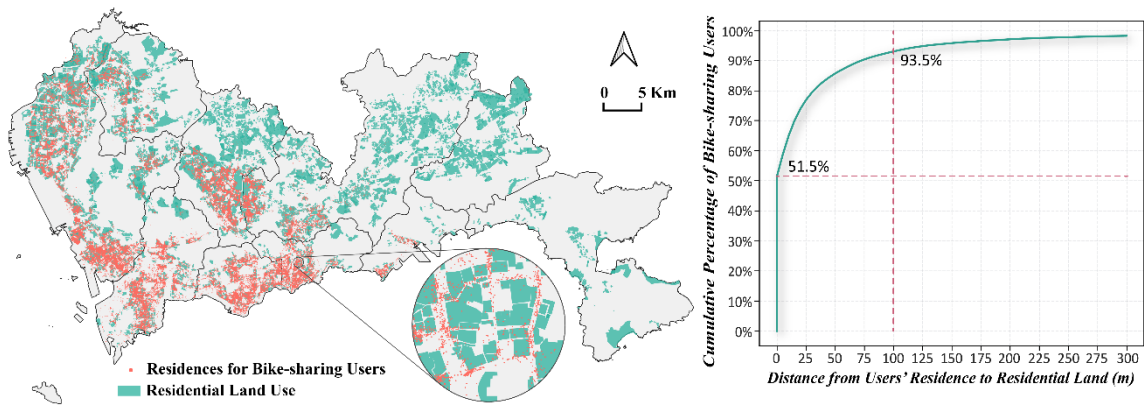 0 5 Km
Residences for Bike-sharing Users
Residential Land Use
Cumulative Percentage of Bike-sharing Users
100%
90%
80%
70%
60%
50%
40%
30%
20%
10%
0%
93.5%
51.5%
0 25 50 75 100 125 150 175 200 225 250 275 300
Distance from Users' Residence to Residential Land (m)